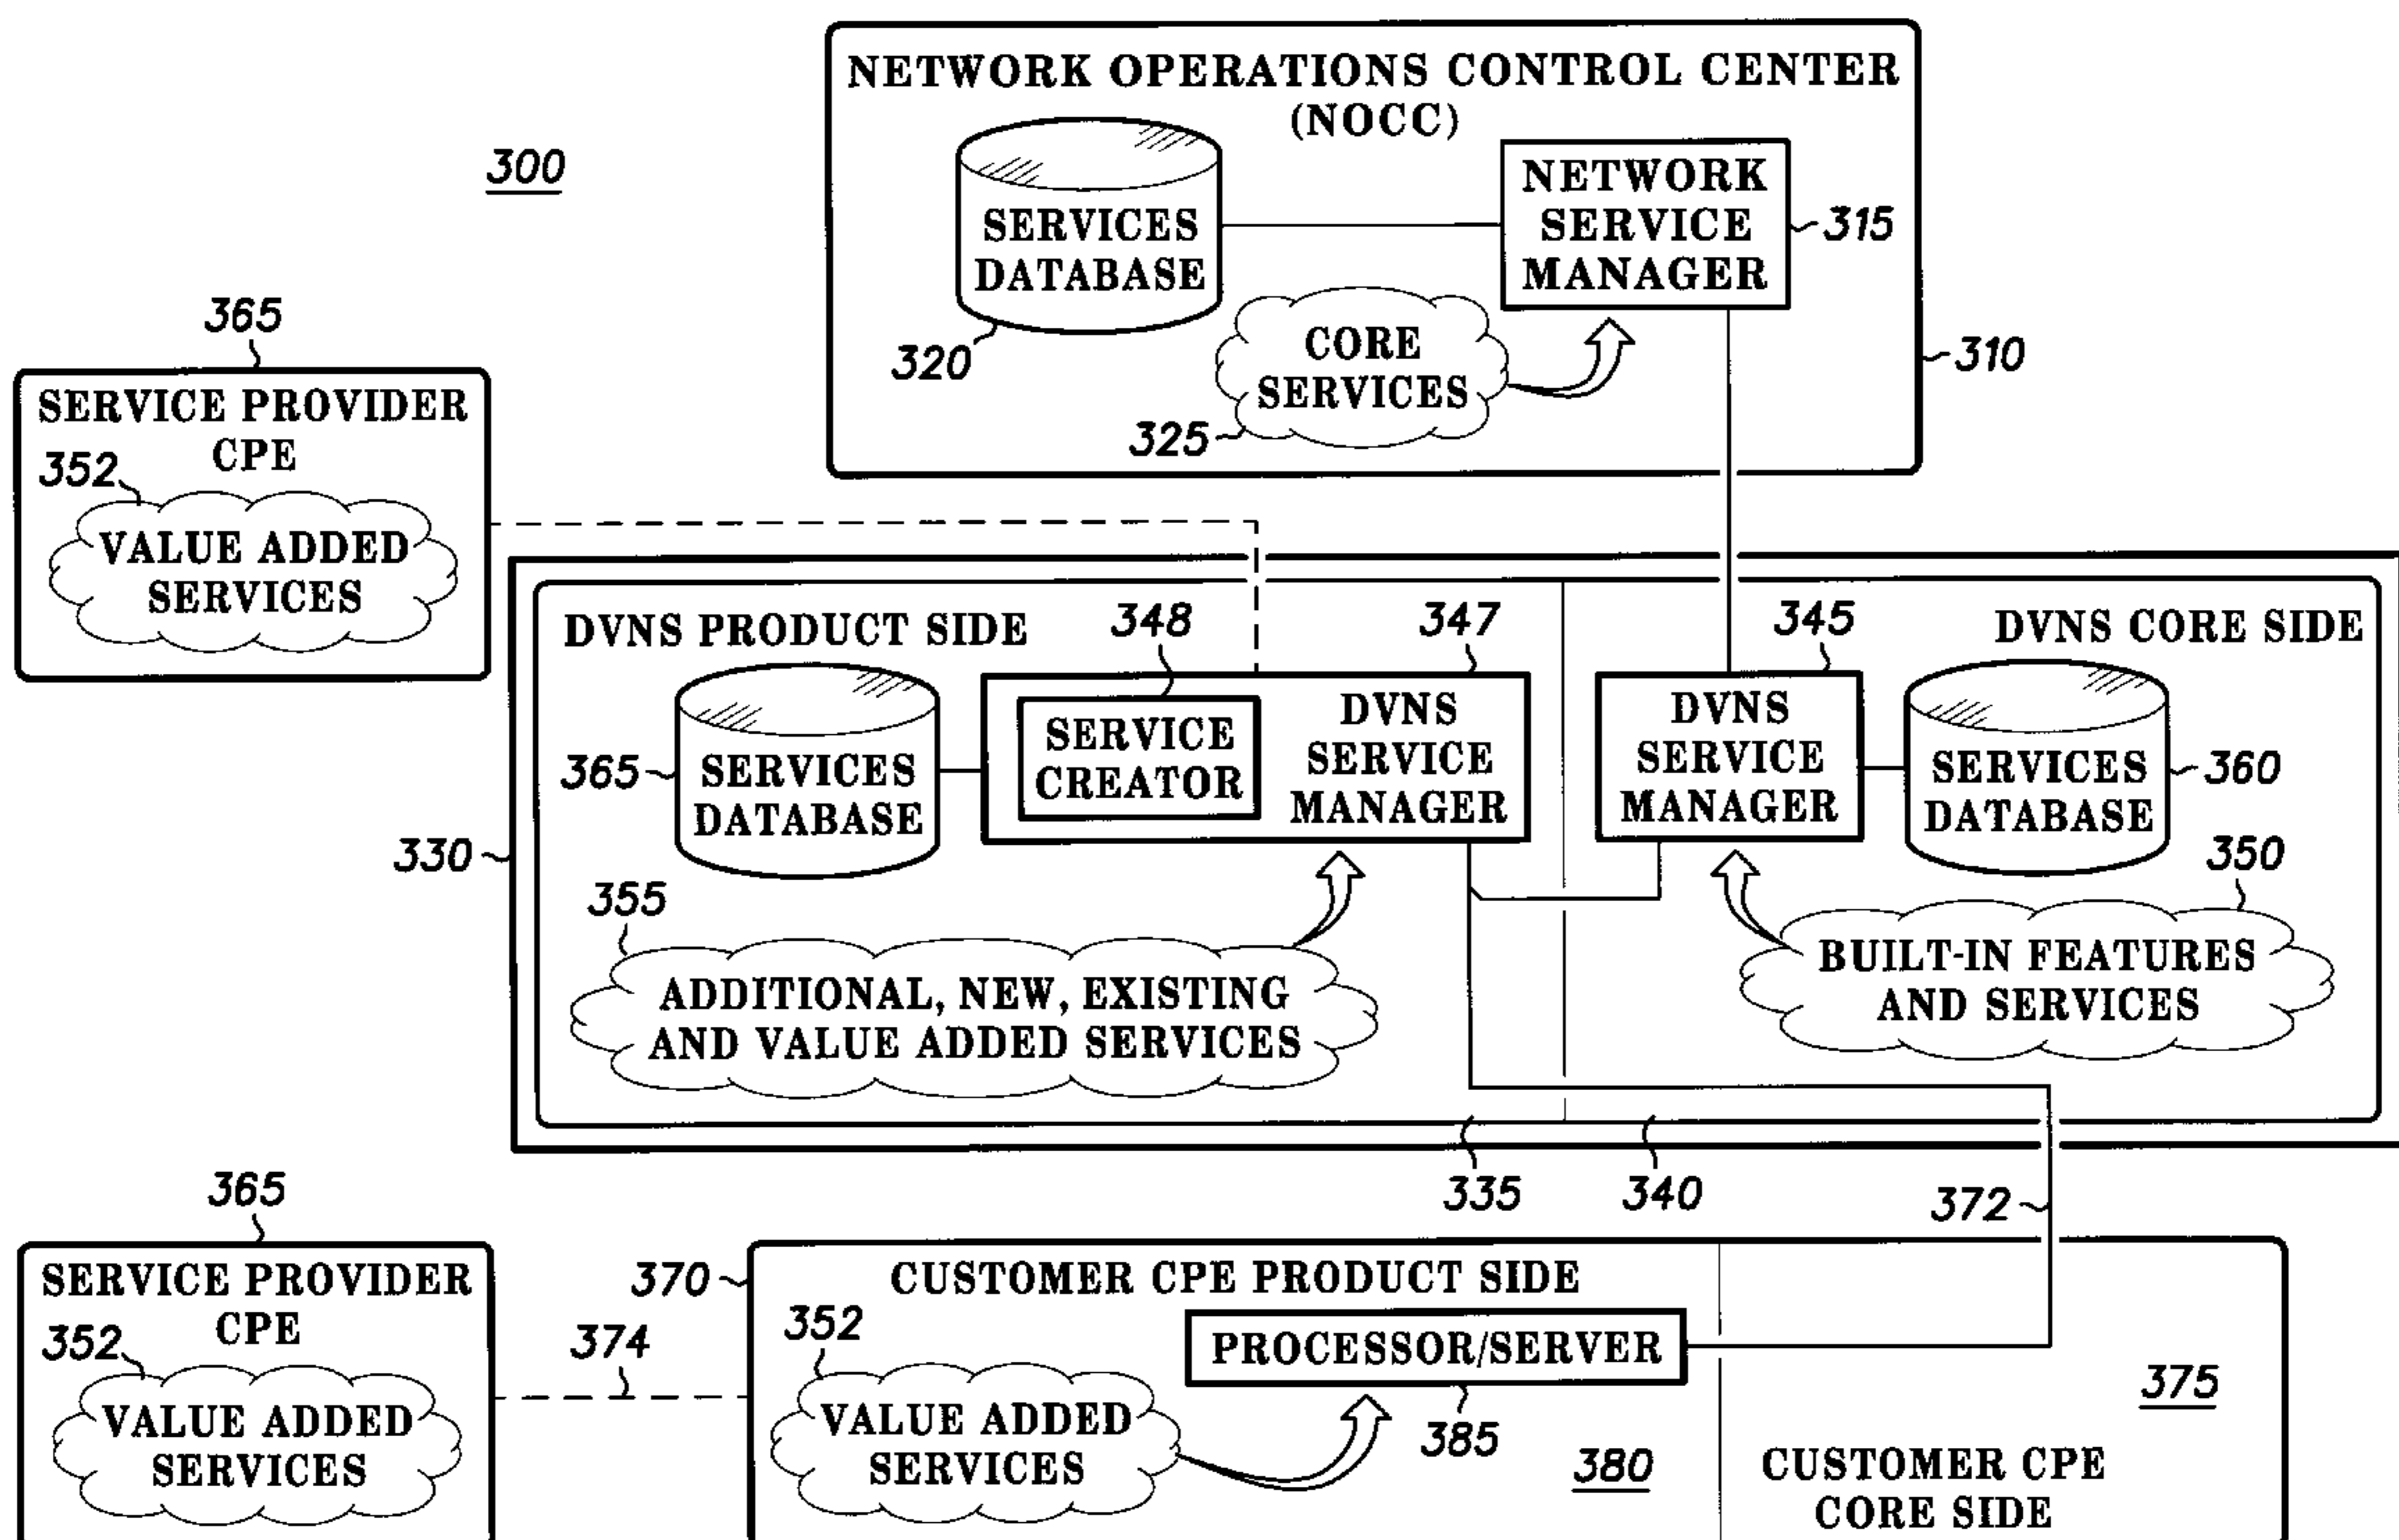 NETWORK OPERATIONS CONTROL CENTER
(NOCC)
300
SERVICES
DATABASE
NETWORK
SERVICE
MANAGER
315
320
CORE
SERVICES
325
310
365
SERVICE PROVIDER
CPE
352
VALUE ADDED
SERVICES
330
DVNS PRODUCT SIDE
348
347
345
DVNS CORE SIDE
365
SERVICES
DATABASE
SERVICE
CREATOR
DVNS
SERVICE
MANAGER
DVNS
SERVICE
MANAGER
SERVICES
DATABASE
360
355
ADDITIONAL, NEW, EXISTING
AND VALUE ADDED SERVICES
350
BUILT-IN FEATURES
AND SERVICES
335
340
372
365
SERVICE PROVIDER
CPE
352
VALUE ADDED
SERVICES
374
370
CUSTOMER CPE PRODUCT SIDE
352
VALUE ADDED
SERVICES
PROCESSOR/SERVER
385
380
375
CUSTOMER CPE
CORE SIDE